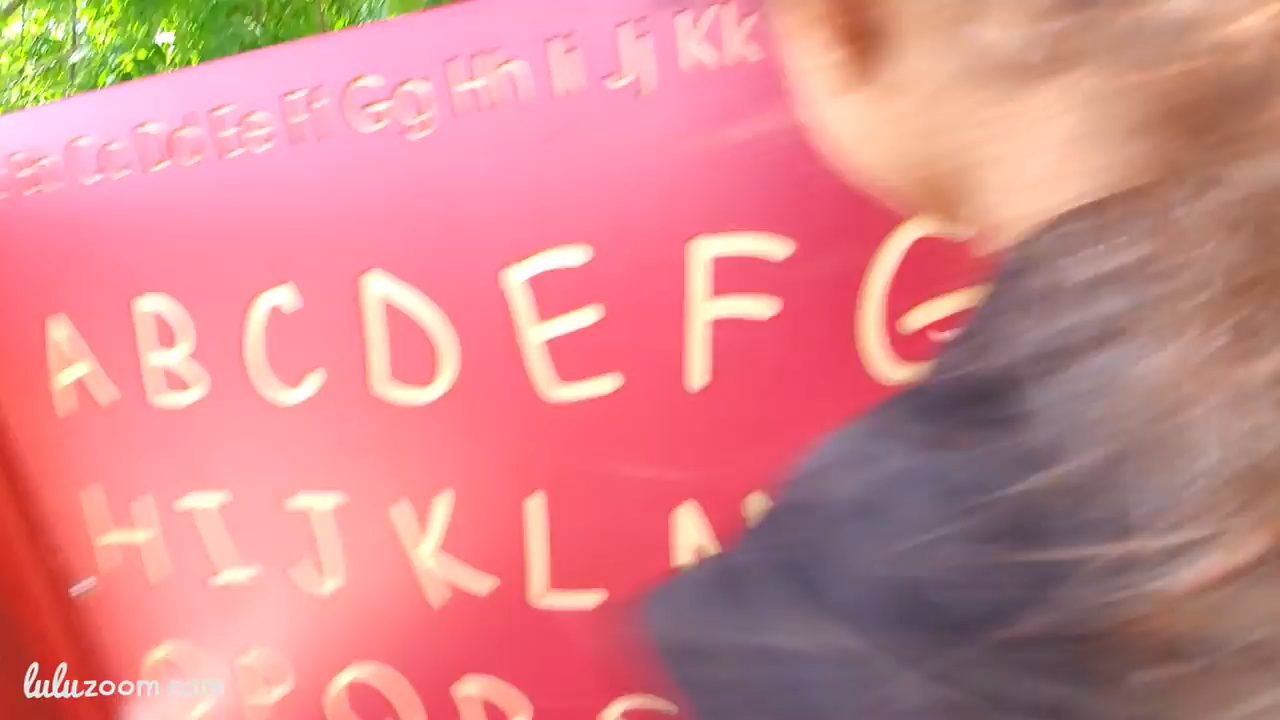 Cc Dd Ee Ff Gg Hh Ii Jj Kk
A B C D E F G
H I J K L M
O P Q R S
luluzoom.com